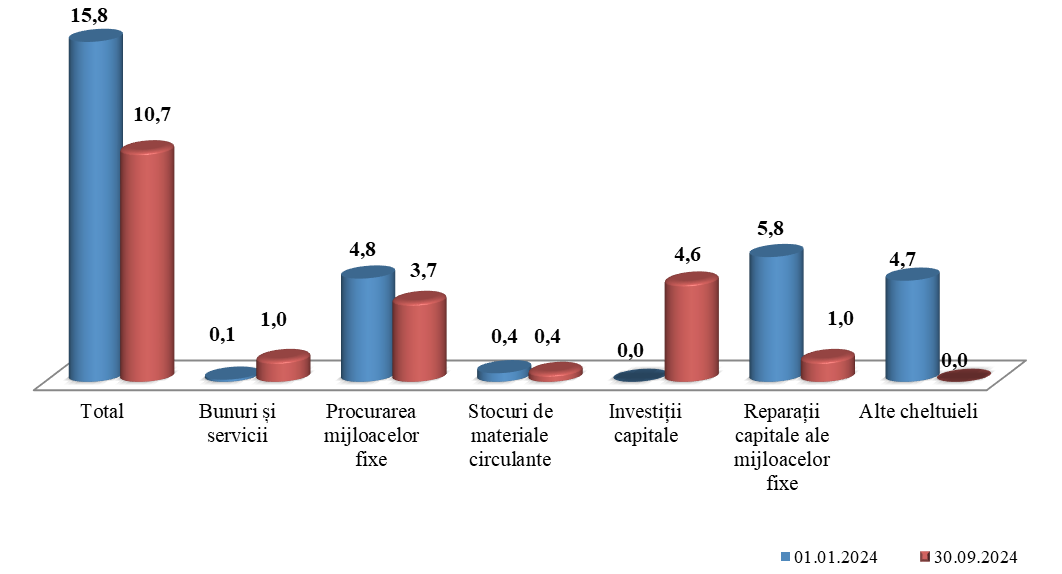 15,8
10,7
0,1
1,0
4,8
3,7
0,4
0,4
0,0
4,6
5,8
1,0
4,7
0,0
Total
Bunuri și
servicii
Procurarea
mijloacelor
fixe
Stocuri de
materiale
circulante
Investiții
capitale
Reparații
capitale ale
mijloacelor
fixe
Alte cheltuieli
01.01.2024
30.09.2024